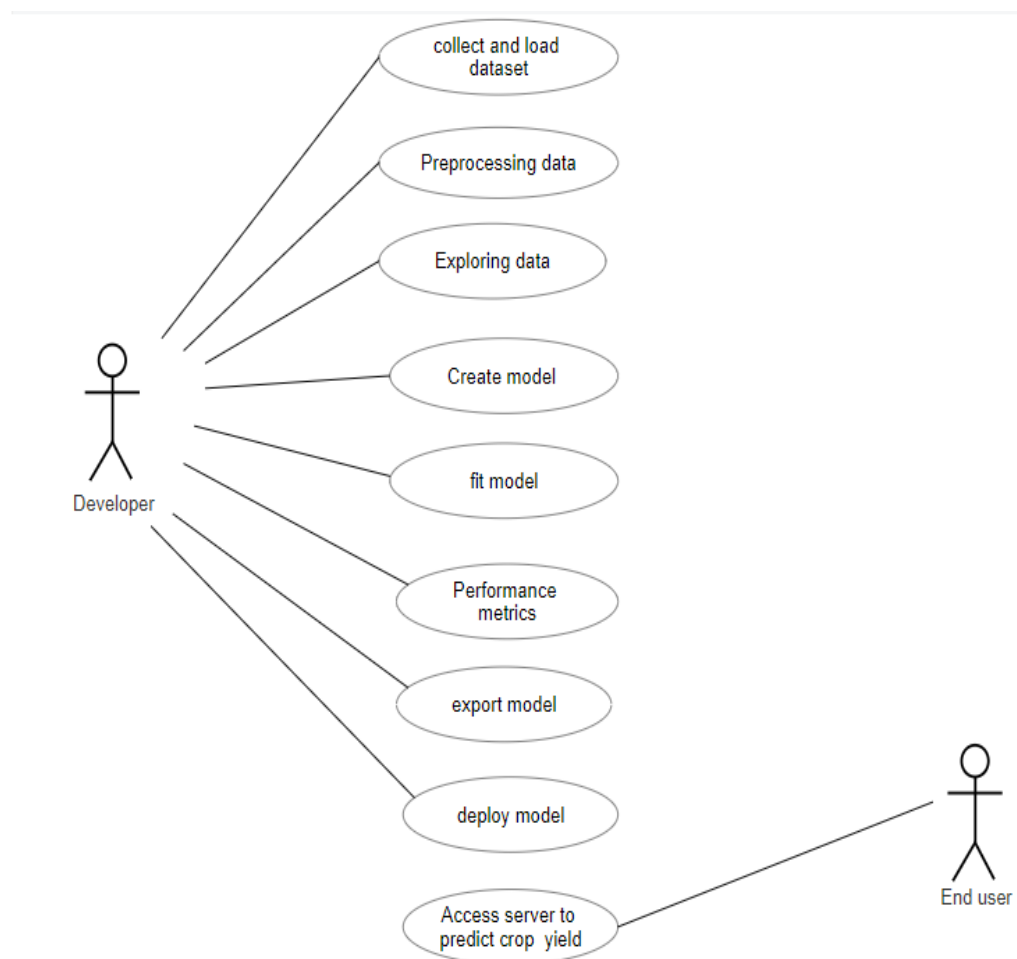 collect and load
dataset
Preprocessing data
Exploring data
Create model
fit model
Developer
Performance
metrics
export model
deploy model
End user
Access server to
predict crop yield